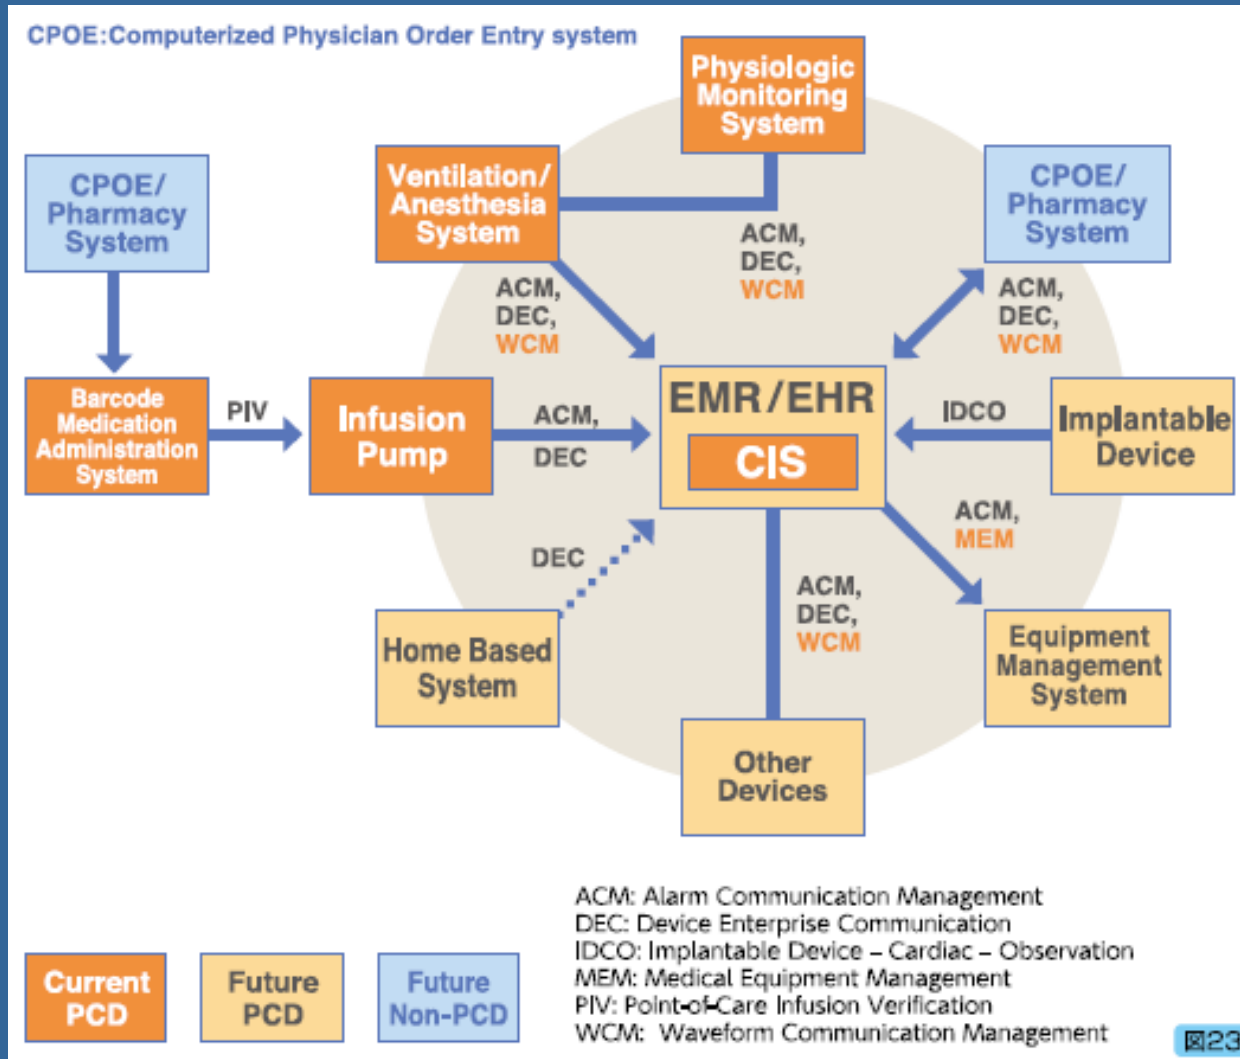 CPOE:Computerized Physician Order Entry system
Physiologic
Monitoring
System
Ventilation/
Anesthesia
System
CPOE/
Pharmacy
System
CPOE/
Pharmacy
System
ACM,
DEC,
WCM
ACM,
DEC,
WCM
ACM,
DEC,
WCM
Barcode
Medication
Administration
System
PIV
Infusion
Pump
ACM,
DEC
EMR/EHR
CIS
IDCO
Implantable
Device
ACM,
MEM
DEC
ACM,
DEC,
WCM
Home Based
System
Equipment
Management
System
Other
Devices
Current
PCD
Future
PCD
Future
Non-PCD
ACM: Alarm Communication Management
DEC: Device Enterprise Communication
IDCO: Implantable Device – Cardiac – Observation
MEM: Medical Equipment Management
PIV: Point-of-Care Infusion Verification
WCM: Waveform Communication Management
図23